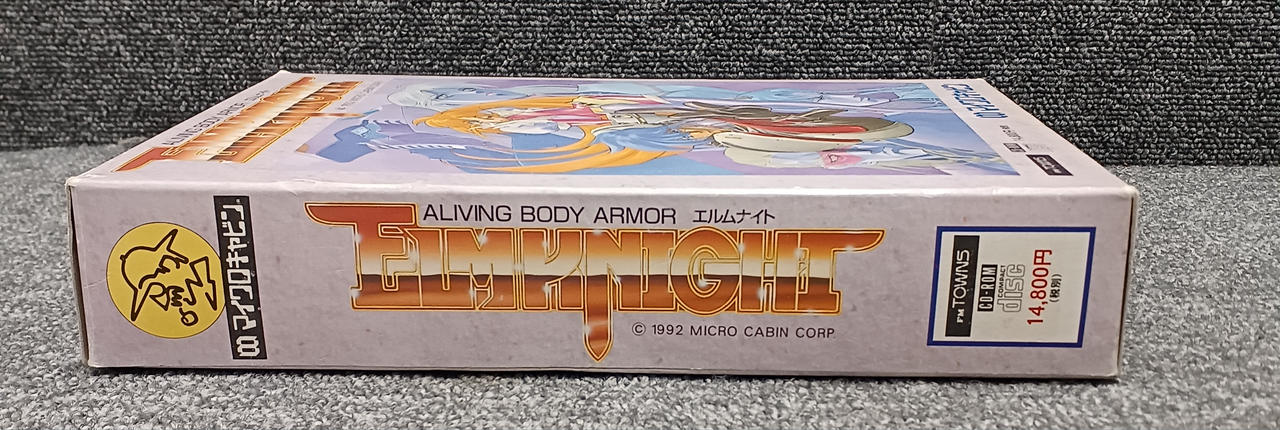 マイクロキャビン
ALIVING BODY ARMOR エルムナイト
ELMKNIGHT
© 1992 MICRO CABIN CORP.
FM TOWNS
CD-ROM
COMPACT
disc
14,800円
(税別)